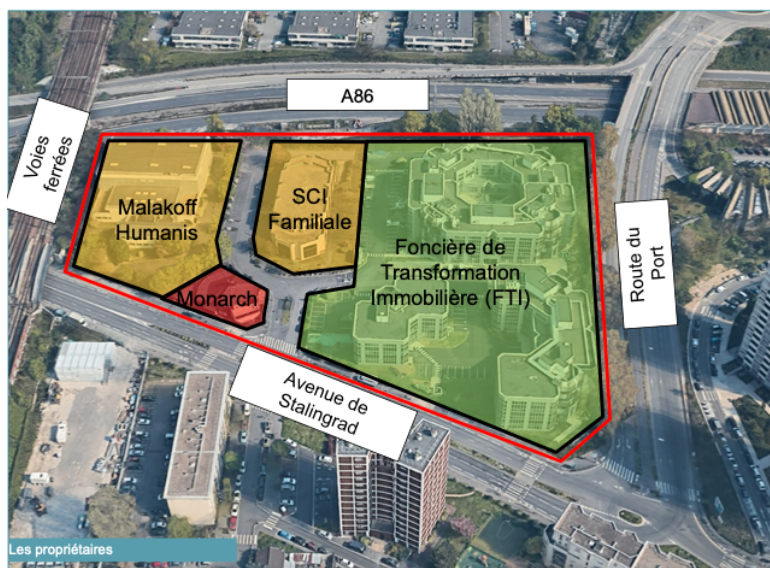 A86
Voies
ferrées
Malakoff
Humanis
SCI
Familiale
Foncière de
Transformation
Immobilière (FTI)
Monarch
Route du
Port
Avenue de
Stalingrad
Les propriétaires